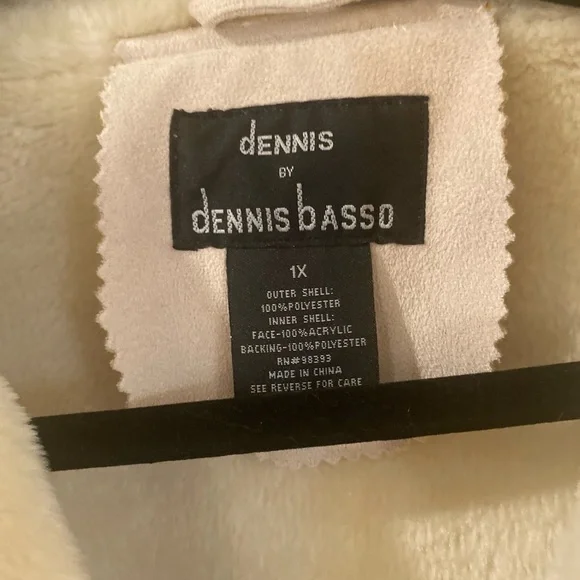 dENNIS
BY
dENNIS bASSO
1X
OUTER SHELL:
100%POLYESTER
INNER SHELL:
FACE-100%ACRYLIC
BACKING-100%POLYESTER
RN#98393
MADE IN CHINA
SEE REVERSE FOR CARE